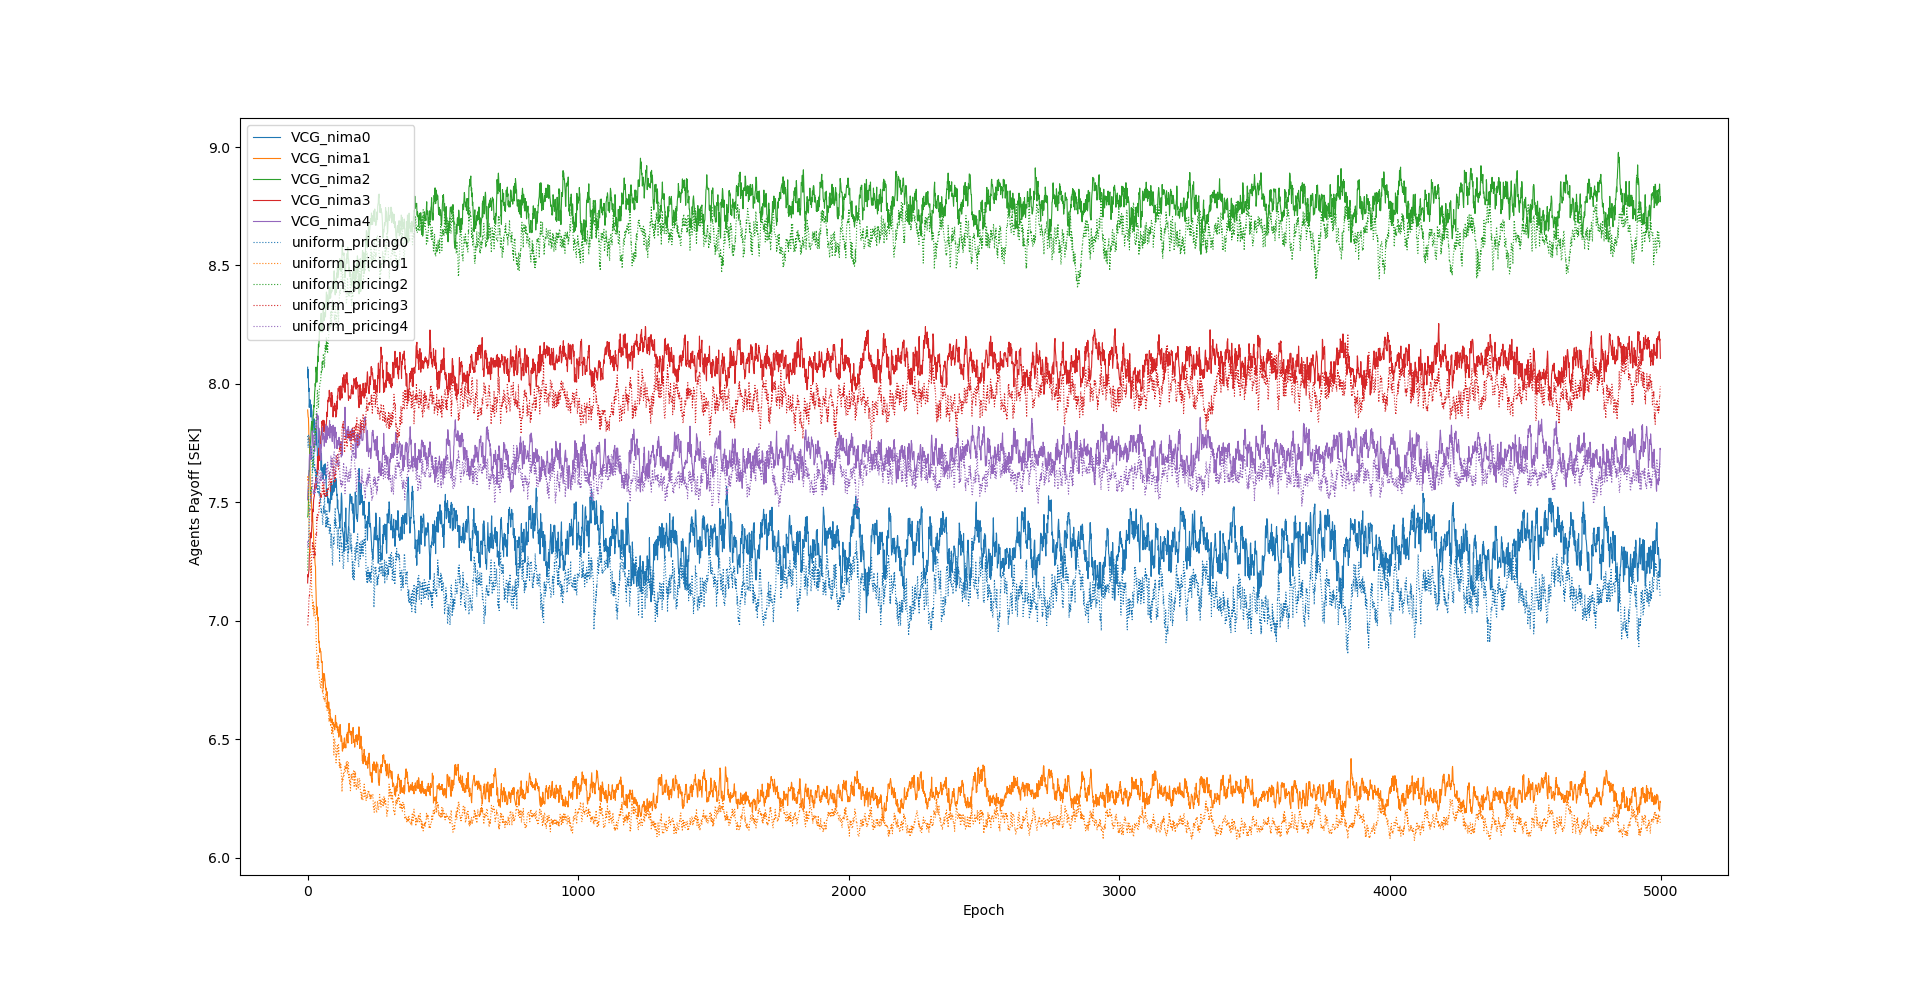 VCG_nima0
VCG_nima1
VCG_nima2
VCG_nima3
VCG_nima4
uniform_pricing0
uniform_pricing1
uniform_pricing2
uniform_pricing3
uniform_pricing4
9.0
8.5
8.0
7.5
7.0
6.5
6.0
Agents Payoff [SEK]
0 1000 2000 3000 4000 5000
Epoch